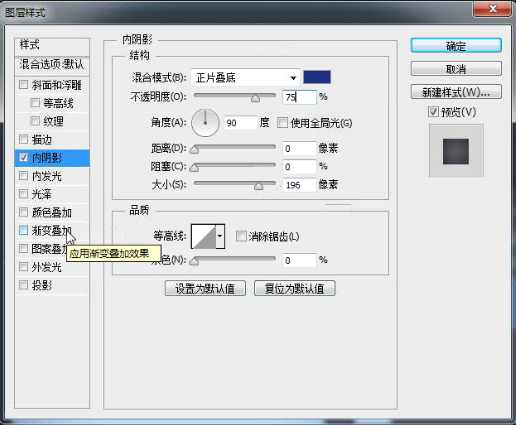 图层样式
样式
混合选项:默认
斜面和浮雕
等高线
纹理
描边
内阴影
内发光
光泽
颜色叠加
渐变叠加
图案叠加
外发光
投影
应用渐变叠加效果
内阴影
结构
混合模式(B): 正片叠底
不透明度(O): 75 %
角度(A): 90 度 使用全局光(G)
距离(D): 0 像素
阻塞(C): 0 %
大小(S): 196 像素
品质
等高线: 消除锯齿(L)
色(N): 0 %
设置为默认值 复位为默认值
确定
取消
新建样式(W)...
预览(V)